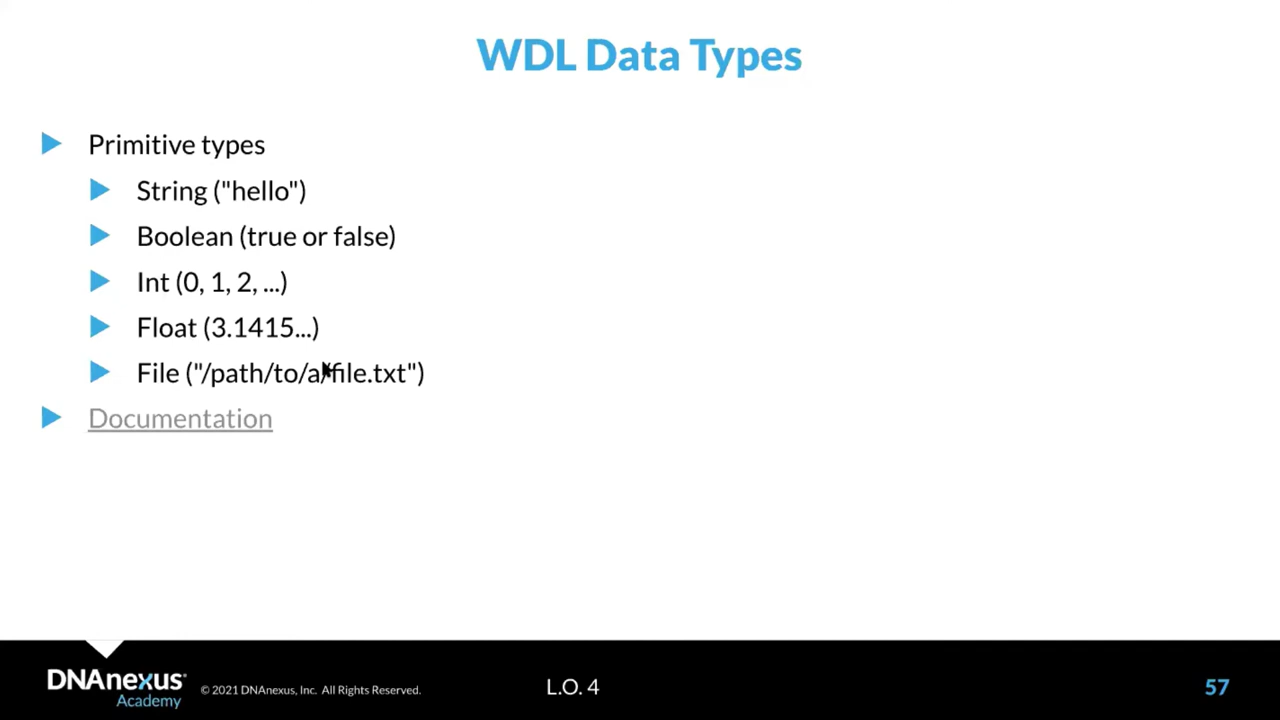 WDL Data Types
Primitive types
String ("hello")
Boolean (true or false)
Int (0, 1, 2, ...)
Float (3.1415...)
File ("/path/to/a/file.txt")
Documentation
DNAnexus®
Academy
© 2021 DNAnexus, Inc. All Rights Reserved.
L.O. 4
57